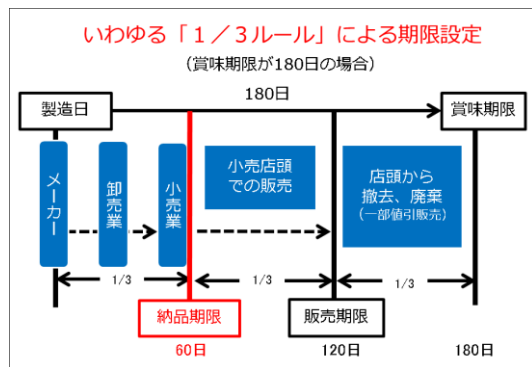 いわゆる「1/3ルール」による期限設定
(賞味期限が180日の場合)
製造日
180日
賞味期限
メーカー
卸売業
小売業
小売店頭
での販売
店頭から
撤去、廃棄
(一部値引販売)
1/3
1/3
1/3
納品期限
販売期限
60日
120日
180日